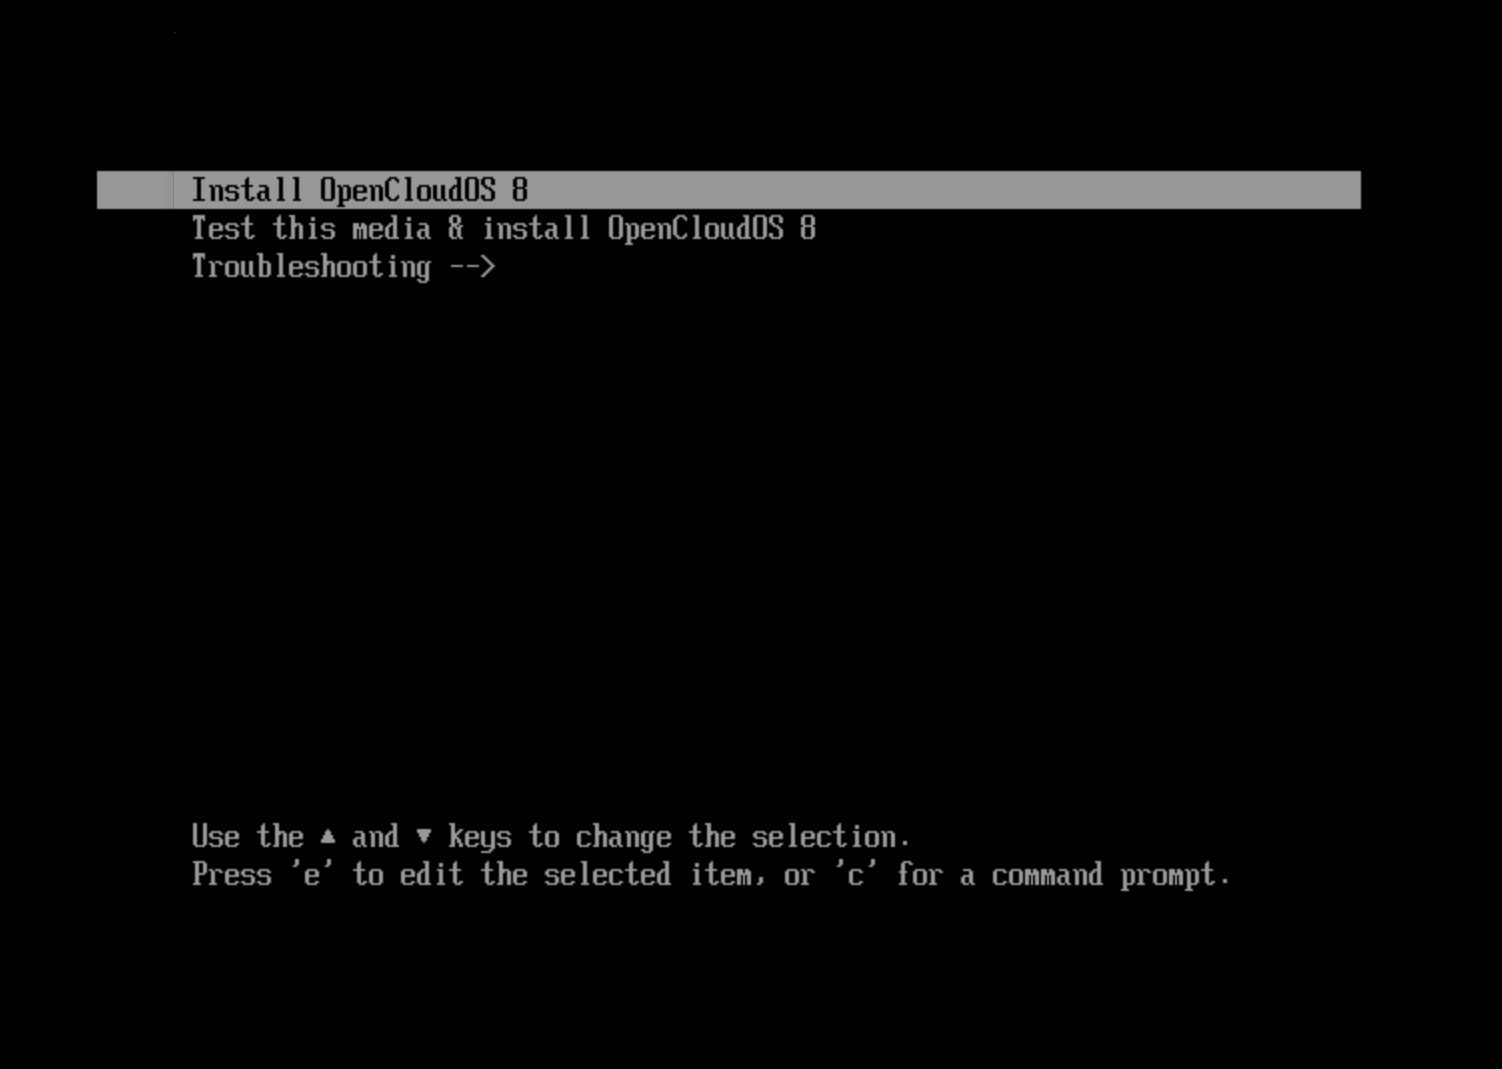 Install OpenCloudOS 8
Test this media & install OpenCloudOS 8
Troubleshooting -->
Use the ▲ and ▼ keys to change the selection.
Press 'e' to edit the selected item, or 'c' for a command prompt.